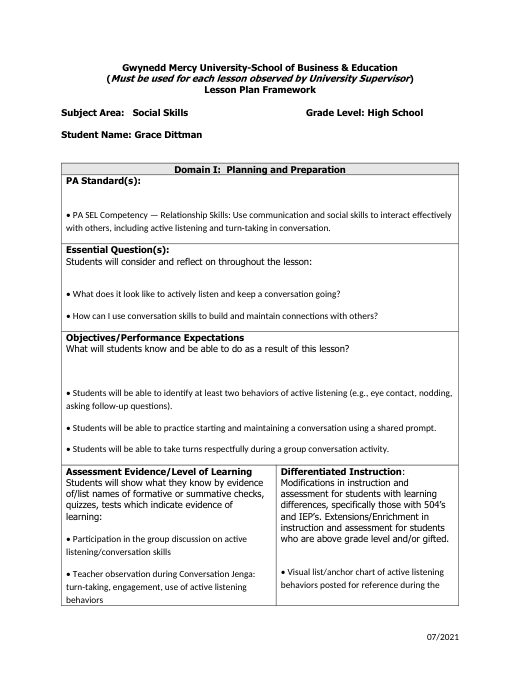 Gwynedd Mercy University-School of Business & Education
(Must be used for each lesson observed by University Supervisor)
Lesson Plan Framework
Subject Area: Social Skills Grade Level: High School
Student Name: Grace Dittman
Domain I: Planning and Preparation
PA Standard(s):
• PA SEL Competency — Relationship Skills: Use communication and social skills to interact effectively
with others, including active listening and turn-taking in conversation.
Essential Question(s):
Students will consider and reflect on throughout the lesson:
• What does it look like to actively listen and keep a conversation going?
• How can I use conversation skills to build and maintain connections with others?
Objectives/Performance Expectations
What will students know and be able to do as a result of this lesson?
• Students will be able to identify at least two behaviors of active listening (e.g., eye contact, nodding,
asking follow-up questions).
• Students will be able to practice starting and maintaining a conversation using a shared prompt.
• Students will be able to take turns respectfully during a group conversation activity.
Assessment Evidence/Level of Learning
Students will show what they know by evidence
of/list names of formative or summative checks,
quizzes, tests which indicate evidence of
learning:
• Participation in the group discussion on active
listening/conversation skills
• Teacher observation during Conversation Jenga:
turn-taking, engagement, use of active listening
behaviors
Differentiated Instruction:
Modifications in instruction and
assessment for students with learning
differences, specifically those with 504's
and IEP's. Extensions/Enrichment in
instruction and assessment for students
who are above grade level and/or gifted.
• Visual list/anchor chart of active listening
behaviors posted for reference during the
07/2021